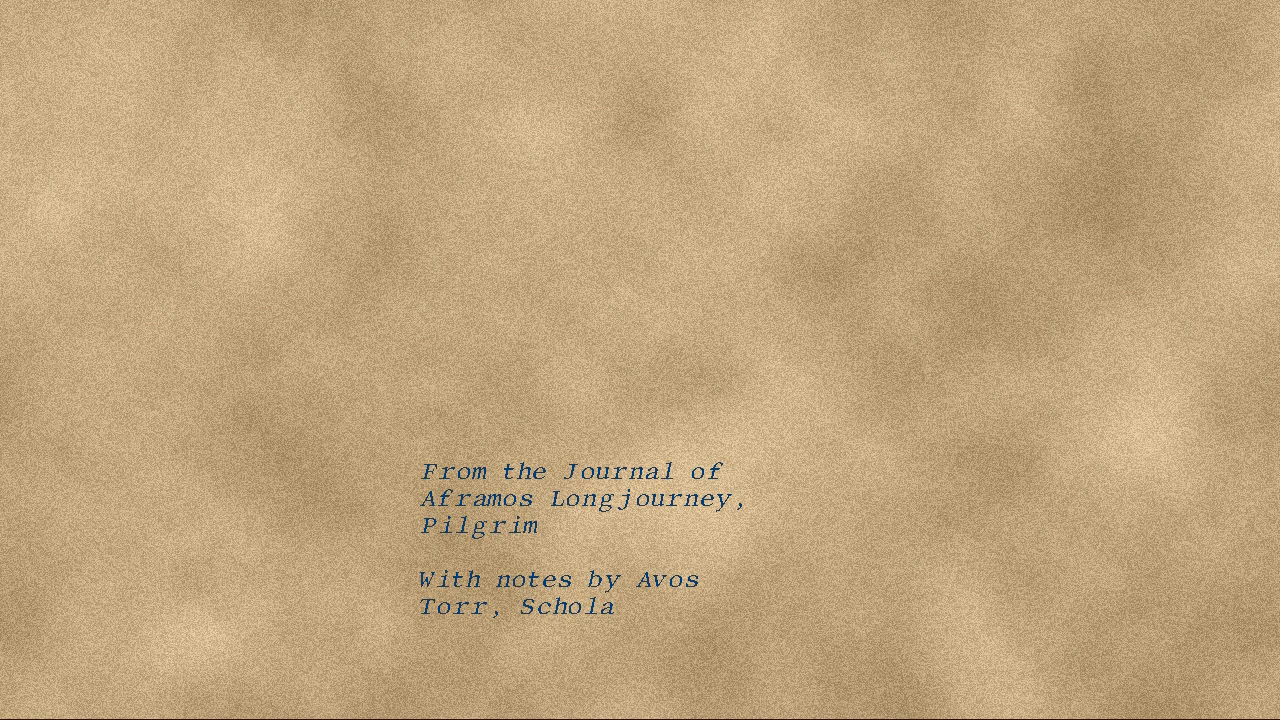 From the Journal of
Aframos Longjourney,
Pilgrim
With notes by Avos
Torr, Schola